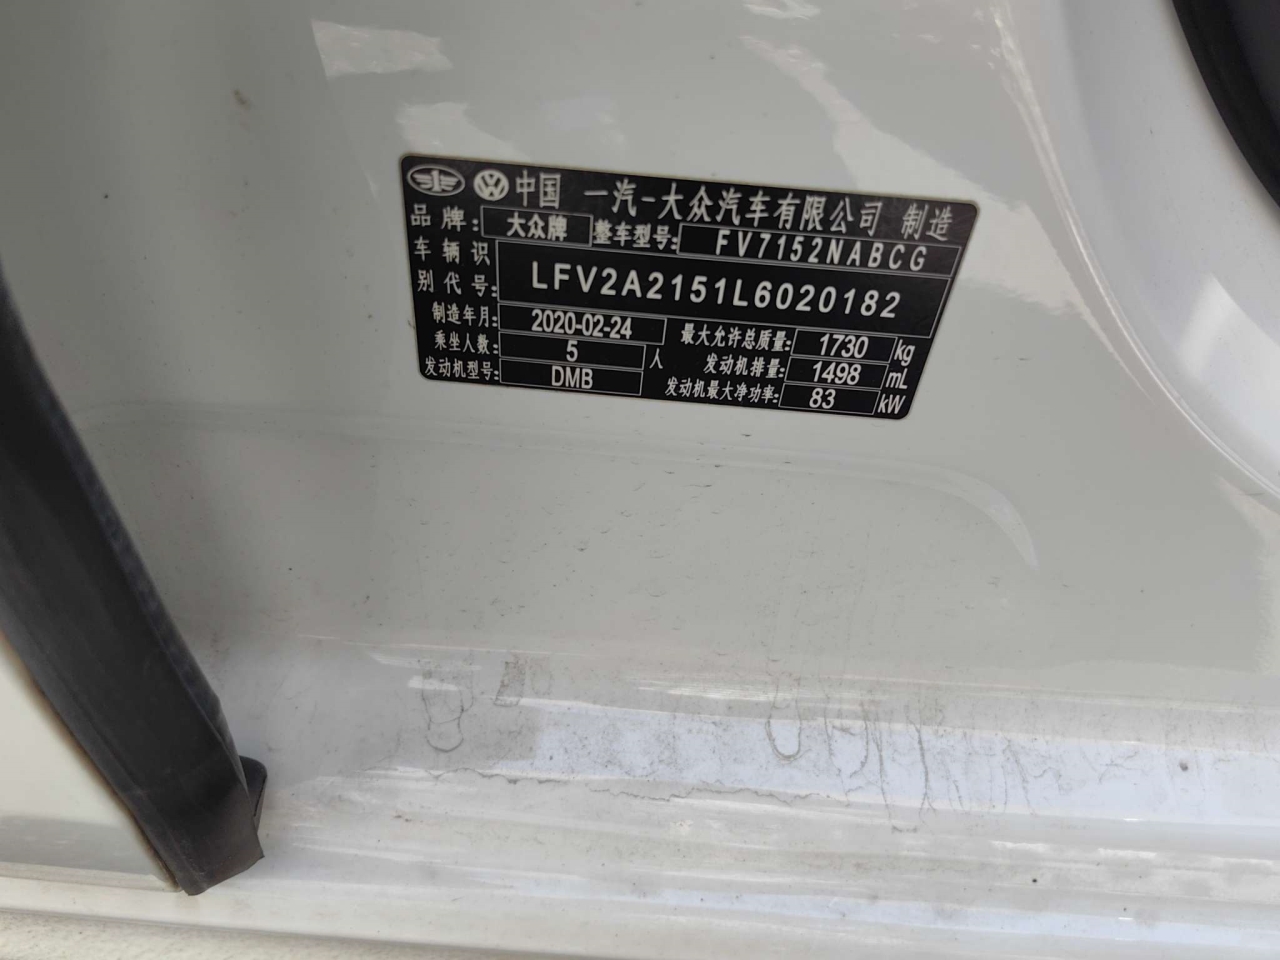 中国 一汽-大众汽车有限公司 制造
品牌: 大众牌 整车型号: FV7152NABCG
车辆识别代号: LFV2A2151L6020182
制造年月: 2020-02-24 最大允许总质量: 1730 kg
乘坐人数: 5 人 发动机排量: 1498 mL
发动机型号: DMB 发动机最大净功率: 83 kW